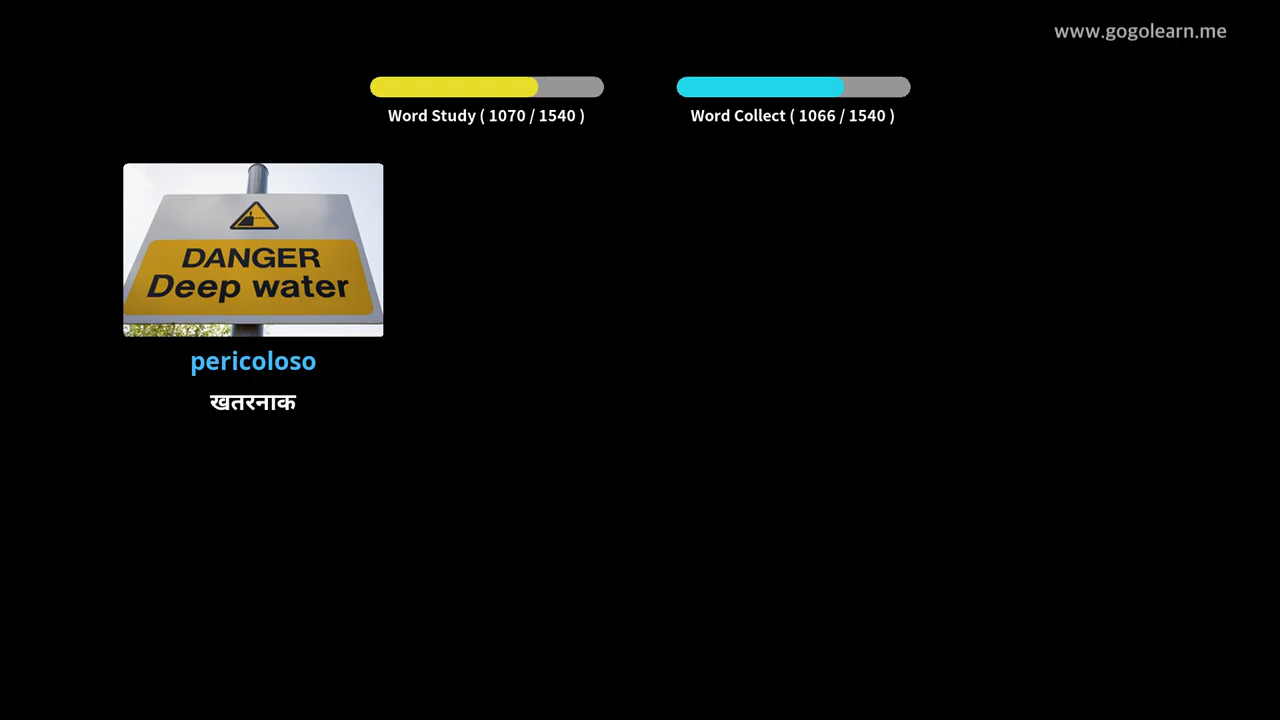 www.gogolearn.me
Word Study ( 1070 / 1540 )
Word Collect ( 1066 / 1540 )
DANGER
Deep water
pericoloso
खतरनाक